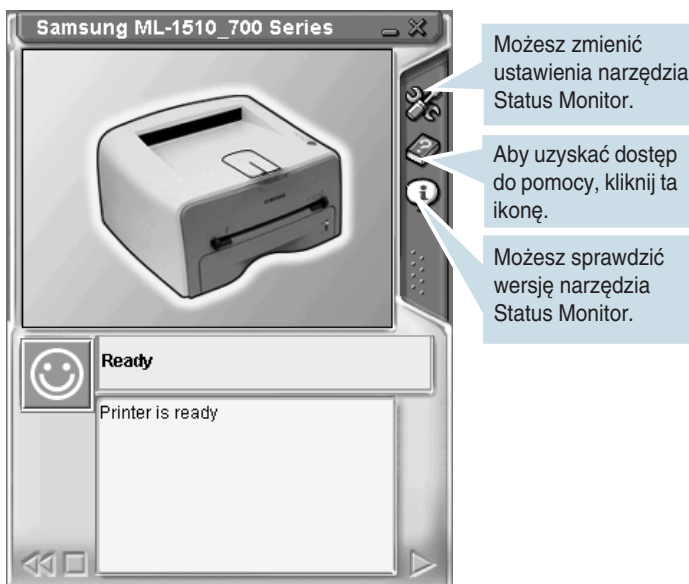 Samsung ML-1510_700 Series
Możesz zmienić
ustawienia narzędzia
Status Monitor.
Aby uzyskać dostęp
do pomocy, kliknij ta
ikonę.
Możesz sprawdzić
wersję narzędzia
Status Monitor.
SAMSUNG
Ready
Printer is ready